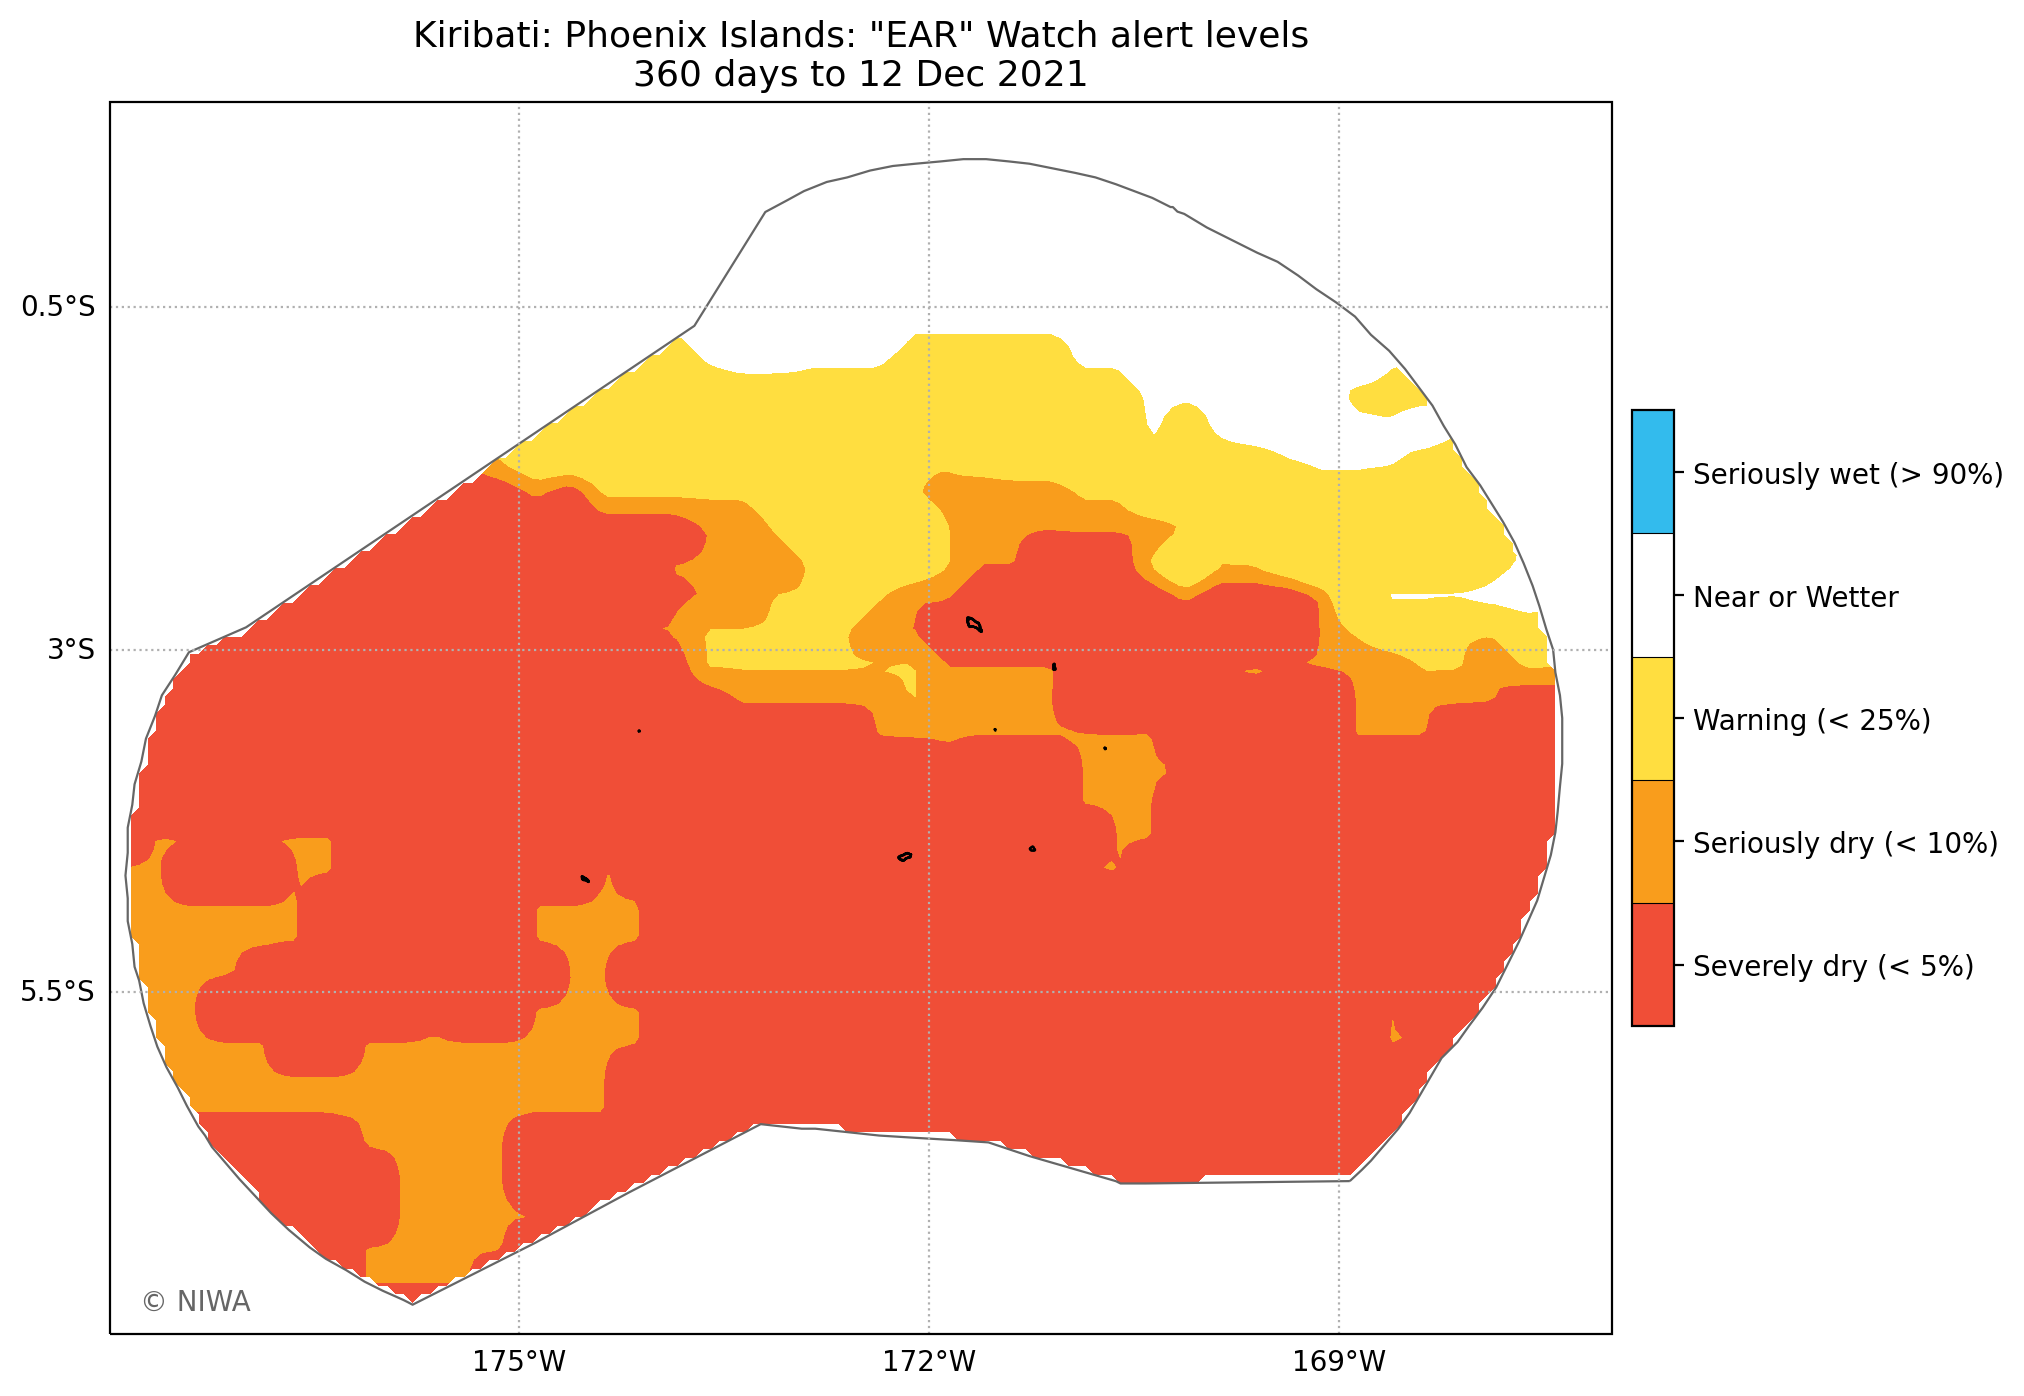 Kiribati: Phoenix Islands: "EAR" Watch alert levels
360 days to 12 Dec 2021
0.5°S
3°S
5.5°S
175°W
172°W
169°W
Seriously wet (> 90%)
Near or Wetter
Warning (< 25%)
Seriously dry (< 10%)
Severely dry (< 5%)
© NIWA